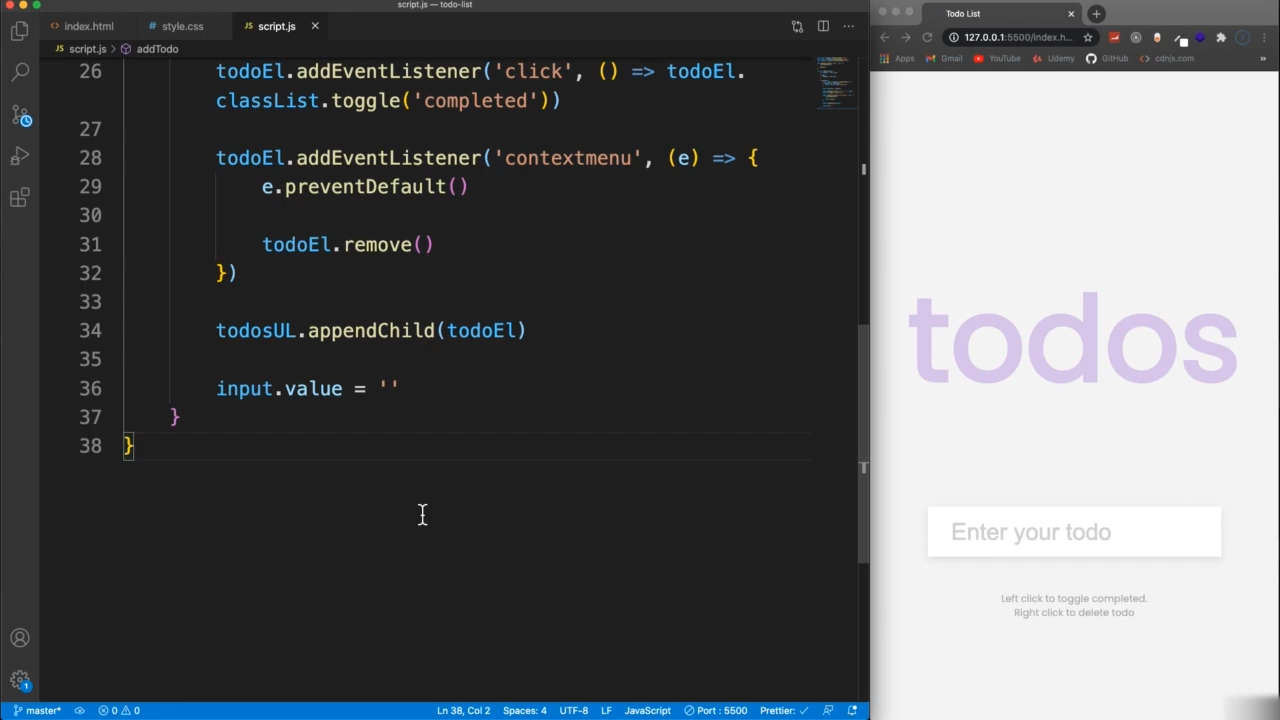 script.js — todo-list
index.html
style.css
JS script.js
JS script.js > addTodo
26 todoEl.addEventListener('click', () => todoEl.
classList.toggle('completed'))
27
28 todoEl.addEventListener('contextmenu', (e) => {
29 e.preventDefault()
30
31 todoEl.remove()
32 })
33
34 todosUL.appendChild(todoEl)
35
36 input.value = ''
37 }
38 }
1
master*
0 0
Ln 38, Col 2
Spaces: 4
UTF-8
LF
JavaScript
Port : 5500
Prettier:
Todo List
127.0.0.1:5500/index.h...
Apps
Gmail
YouTube
Udemy
GitHub
cdnjs.com
todos
Enter your todo
Left click to toggle completed.
Right click to delete todo